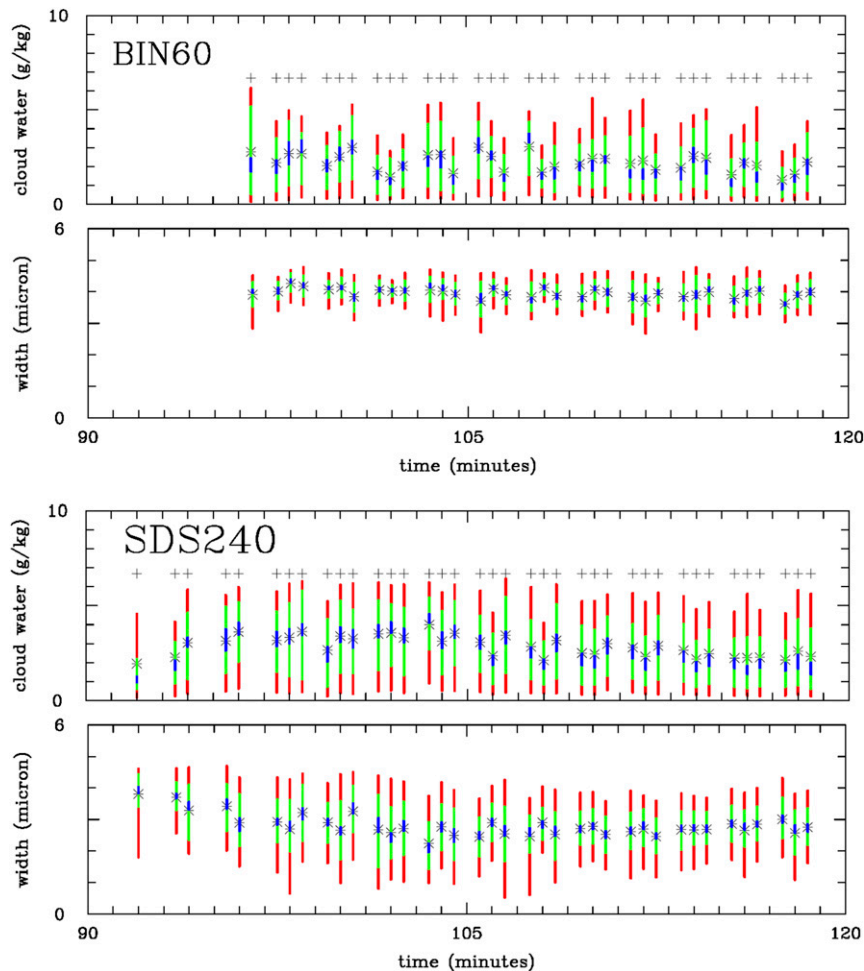 10
BIN60
cloud water (g/kg)
0
6
width (micron)
0
90
105
120
time (minutes)
10
SDS240
cloud water (g/kg)
0
6
width (micron)
0
90
105
120
time (minutes)